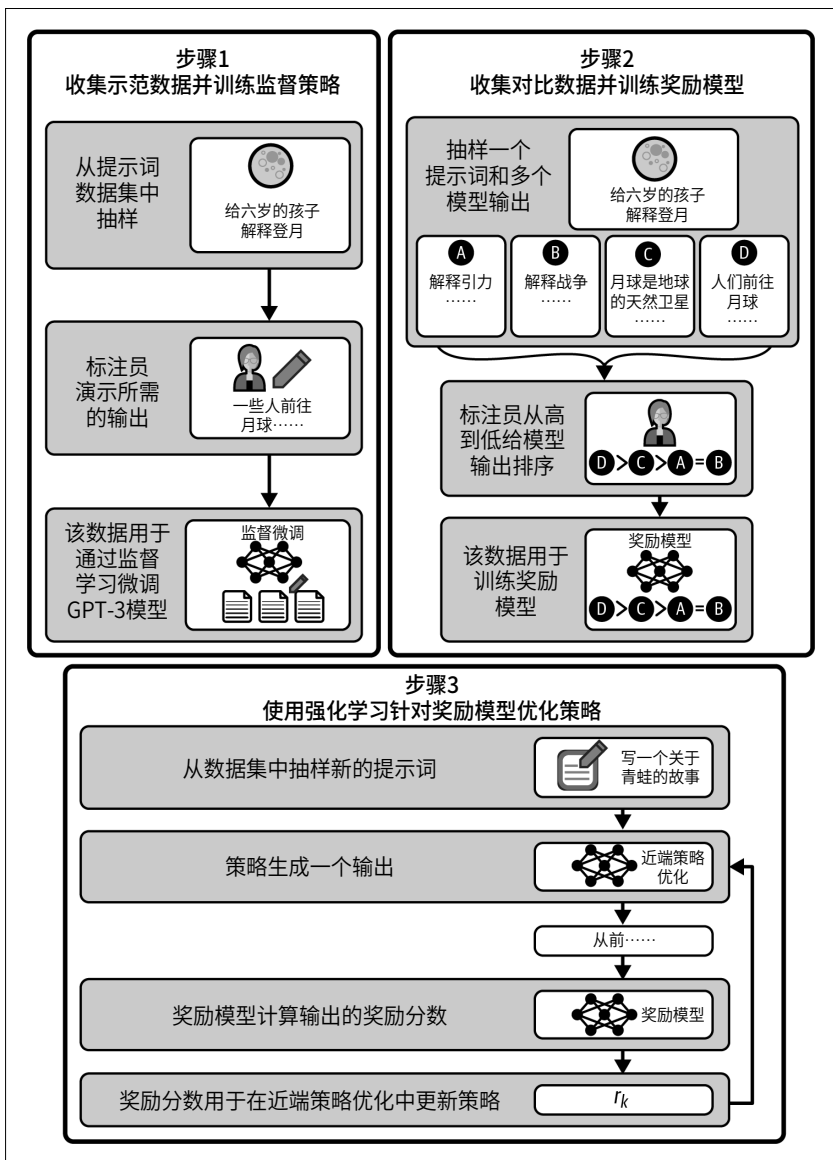 步骤1
收集示范数据并训练监督策略
从提示词
数据集中
抽样
给六岁的孩子
解释登月
标注员
演示所需
的输出
一些人前往
月球……
该数据用于
通过监督
学习微调
GPT-3模型
监督微调
步骤2
收集对比数据并训练奖励模型
抽样一个
提示词和多个
模型输出
给六岁的孩子
解释登月
A
解释引力
……
B
解释战争
……
C
月球是地球
的天然卫星
……
D
人们前往
月球
……
标注员从高
到低给模型
输出排序
D>C>A=B
该数据用于
训练奖励
模型
奖励模型
D>C>A=B
步骤3
使用强化学习针对奖励模型优化策略
从数据集中抽样新的提示词
写一个关于
青蛙的故事
策略生成一个输出
近端策略
优化
从前……
奖励模型计算输出的奖励分数
奖励模型
奖励分数用于在近端策略优化中更新策略
rk